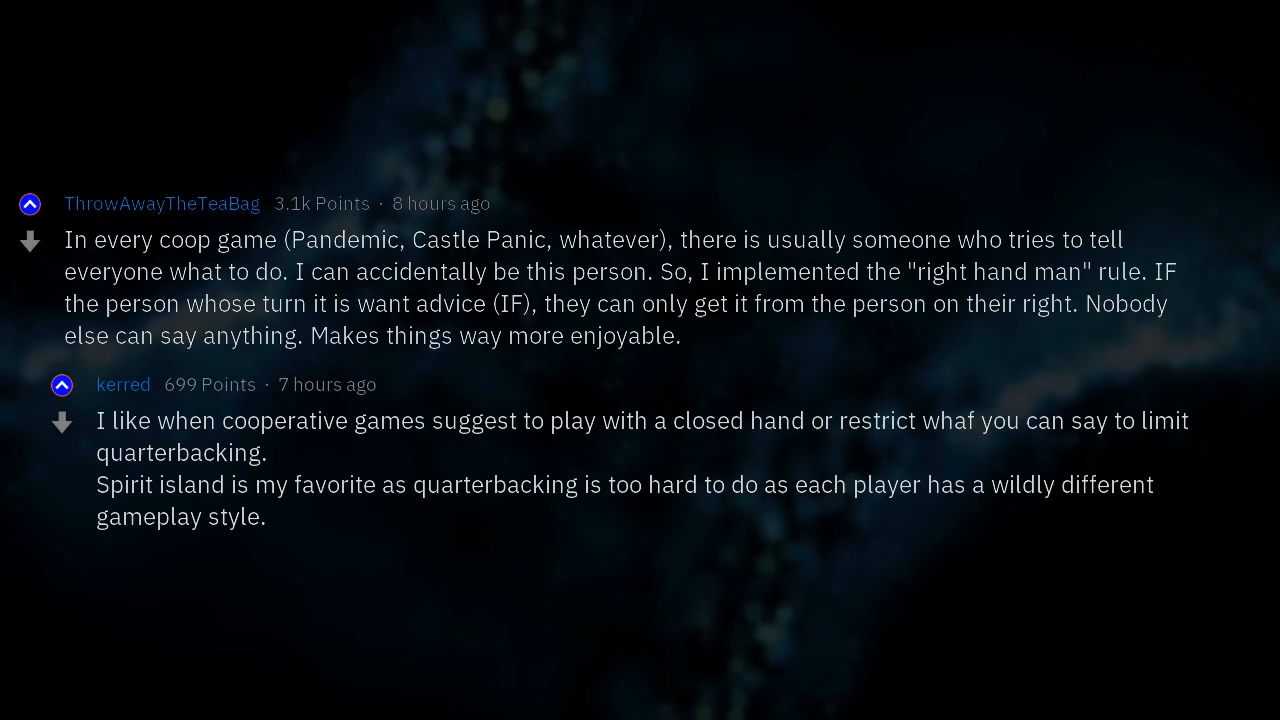 ThrowAwayTheTeaBag 3.1k Points · 8 hours ago
In every coop game (Pandemic, Castle Panic, whatever), there is usually someone who tries to tell
everyone what to do. I can accidentally be this person. So, I implemented the "right hand man" rule. IF
the person whose turn it is want advice (IF), they can only get it from the person on their right. Nobody
else can say anything. Makes things way more enjoyable.
kerred 699 Points · 7 hours ago
I like when cooperative games suggest to play with a closed hand or restrict whaf you can say to limit
quarterbacking.
Spirit island is my favorite as quarterbacking is too hard to do as each player has a wildly different
gameplay style.